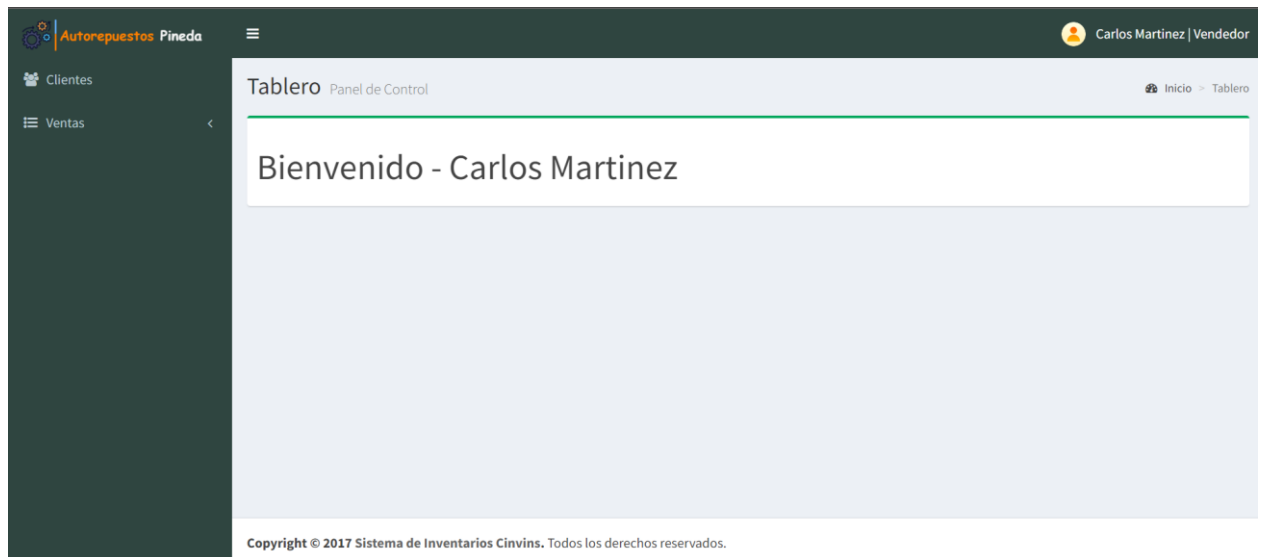 Autorepuestos Pineda
Carlos Martinez | Vendedor
Clientes
Ventas
Tablero Panel de Control
Inicio > Tablero
Bienvenido - Carlos Martinez
Copyright © 2017 Sistema de Inventarios Cinvins. Todos los derechos reservados.